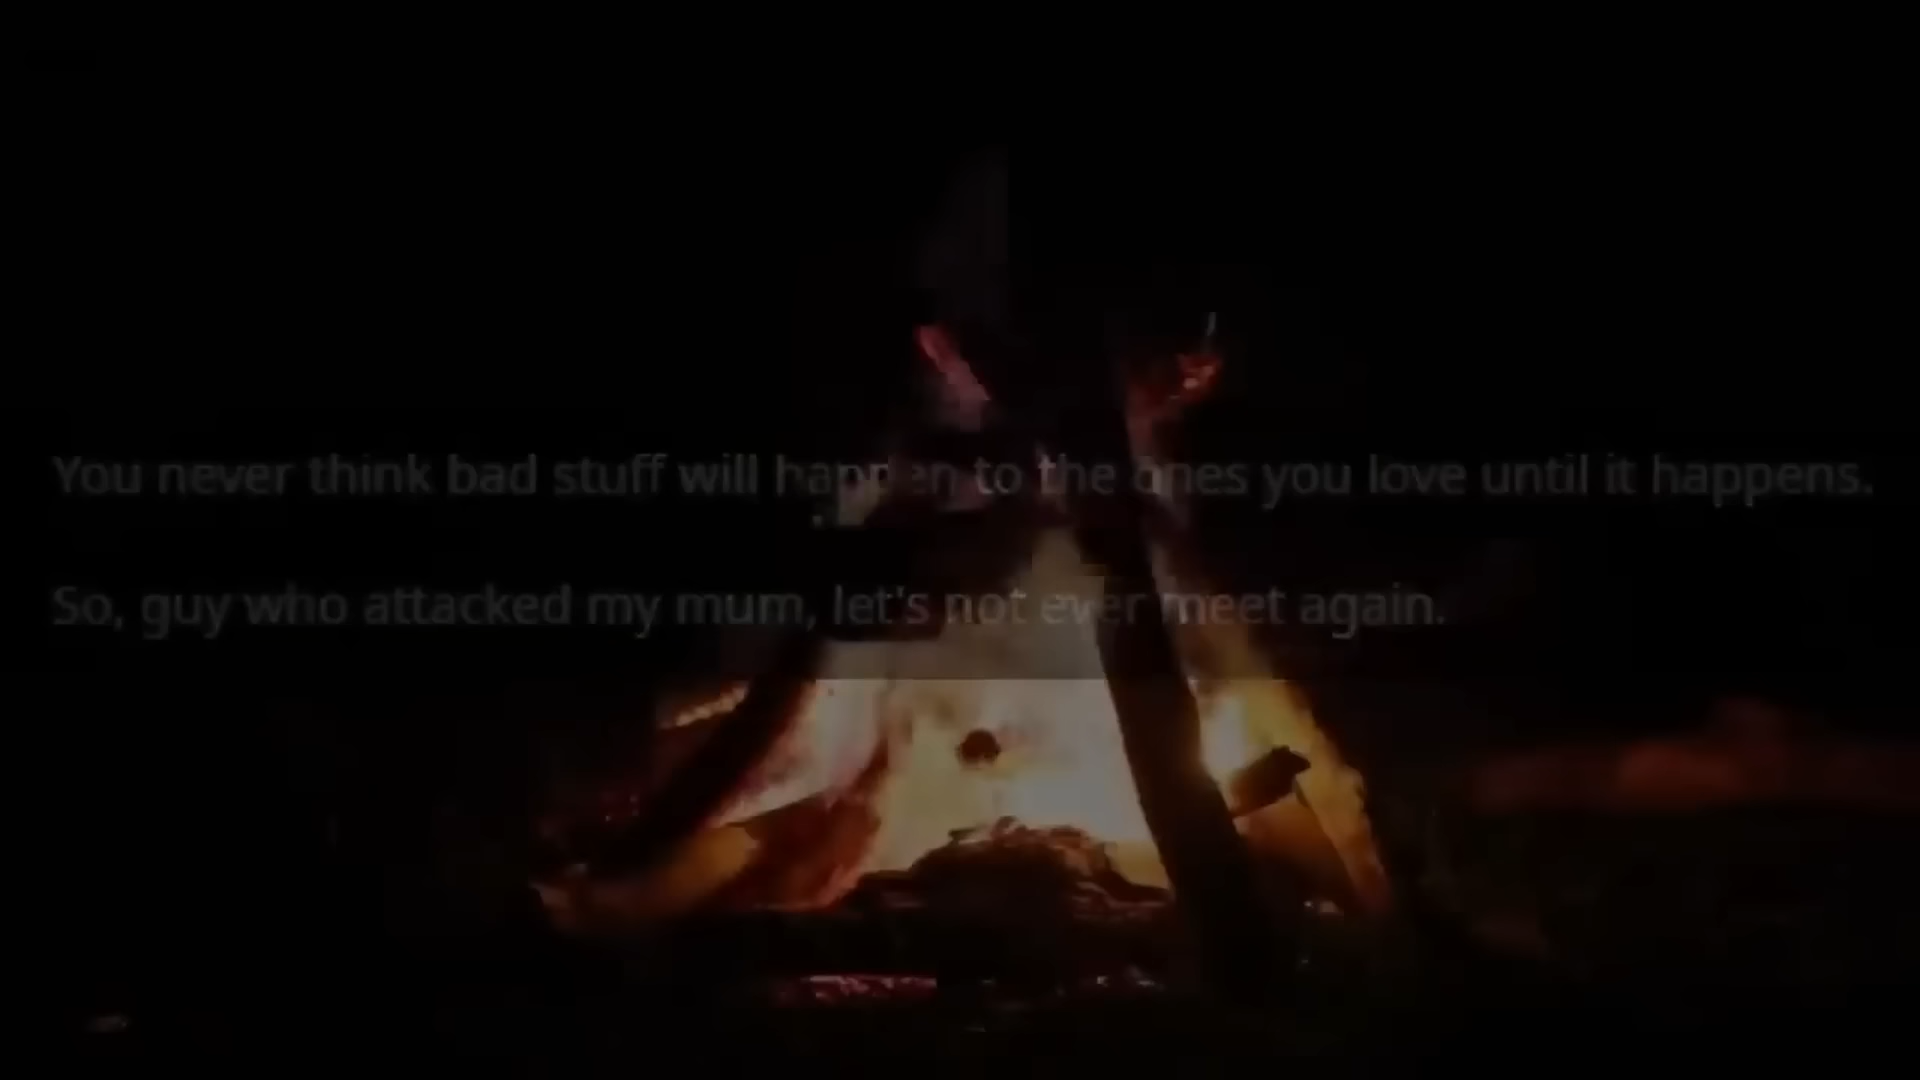 You never think bad stuff will happen to the ones you love until it happens.
So, guy who attacked my mum, let's not ever meet again.